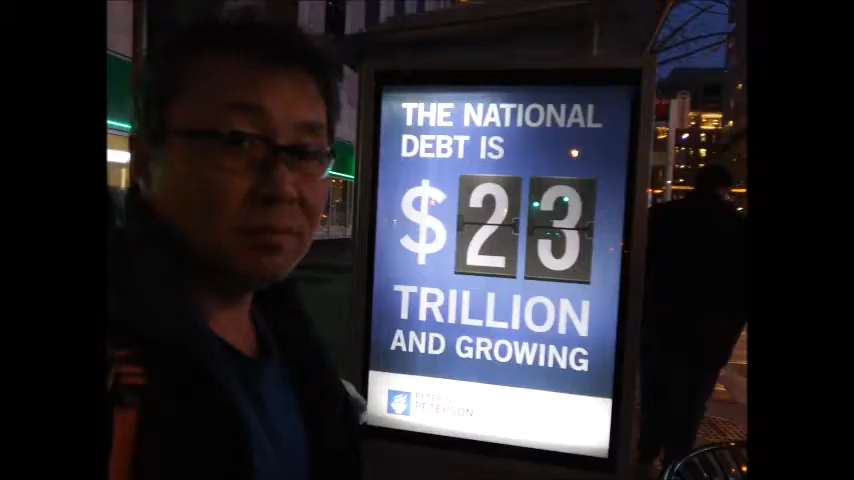 THE NATIONAL
DEBT IS
$23
TRILLION
AND GROWING
PETER G.
PETERSON